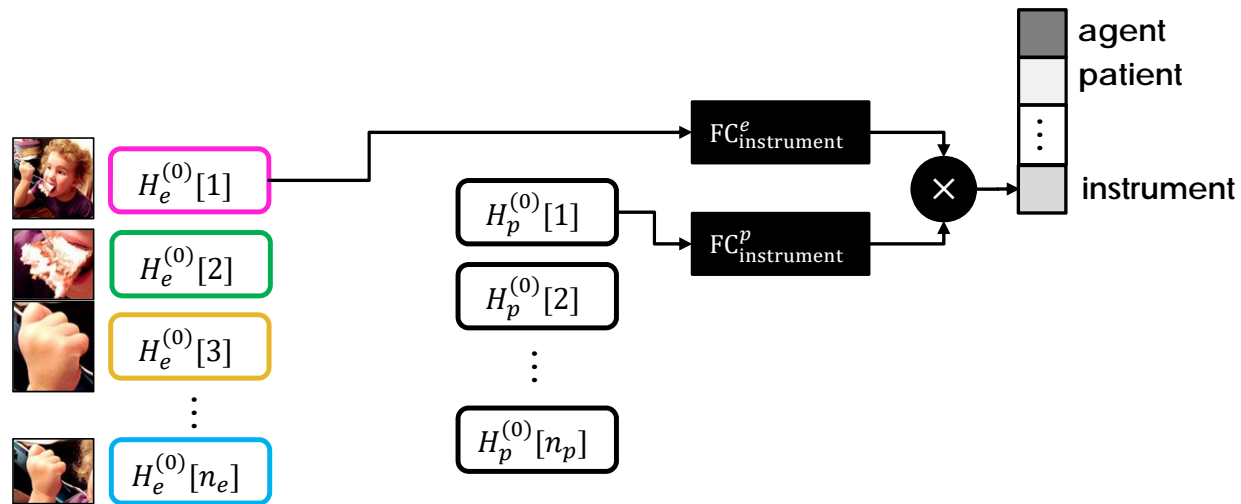 agent
patient
⋮
instrument
FC^e_instrument
×
FC^p_instrument
H_e^{(0)}[1]
H_e^{(0)}[2]
H_e^{(0)}[3]
⋮
H_e^{(0)}[n_e]
H_p^{(0)}[1]
H_p^{(0)}[2]
⋮
H_p^{(0)}[n_p]